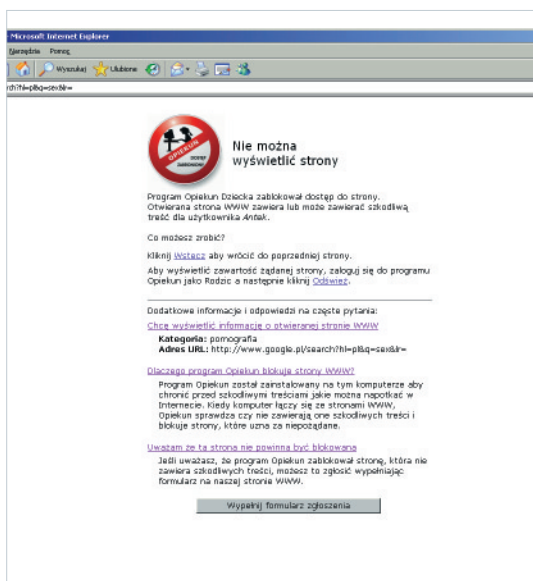 Microsoft Internet Explorer
Narzędzia Pomoc
Wyszukaj Ulubione
rch?hl=pl&q=sex&lr=
OPIEKUN
DOSTĘP
ZABLOKOWANY
Nie można
wyświetlić strony
Program Opiekun Dziecka zablokował dostęp do strony.
Otwierana strona WWW zawiera lub może zawierać szkodliwą
treść dla użytkownika Antek.
Co możesz zrobić?
Kliknij Wstecz aby wrócić do poprzedniej strony.
Aby wyświetlić zawartość żądanej strony, zaloguj się do programu
Opiekun jako Rodzic a następnie kliknij Odśwież.
Dodatkowe informacje i odpowiedzi na częste pytania:
Chcę wyświetlić informację o otwieranej stronie WWW
Kategoria: pornografia
Adres URL: http://www.google.pl/search?hl=pl&q=sex&lr=
Dlaczego program Opiekun blokuje strony WWW?
Program Opiekun został zainstalowany na tym komputerze aby
chronić przed szkodliwymi treściami jakie można napotkać w
Internecie. Kiedy komputer łączy się ze stronami WWW,
Opiekun sprawdza czy nie zawierają one szkodliwych treści i
blokuje strony, które uzna za niepożądane.
Uważam że ta strona nie powinna być blokowana
Jeśli uważasz, że program Opiekun zablokował stronę, która nie
zawiera szkodliwych treści, możesz to zgłosić wypełniając
formularz na naszej stronie WWW.
Wypełnij formularz zgłoszenia